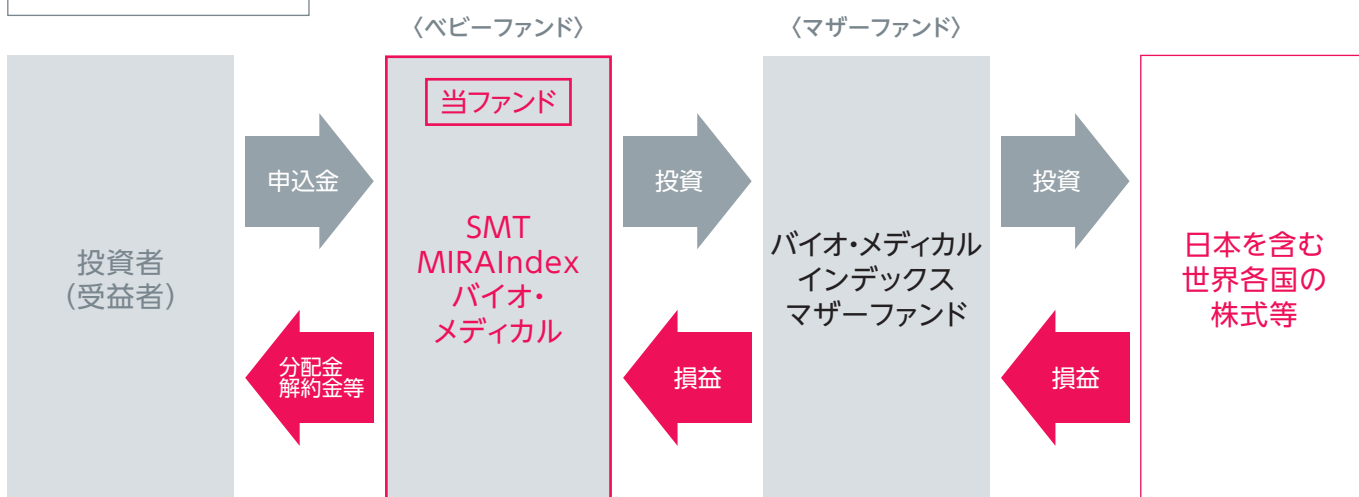 〈ベビーファンド〉
〈マザーファンド〉
投資者
(受益者)
申込金
分配金
解約金等
当ファンド
SMT
MIRAIndex
バイオ・
メディカル
投資
損益
バイオ・メディカル
インデックス
マザーファンド
投資
損益
日本を含む
世界各国の
株式等